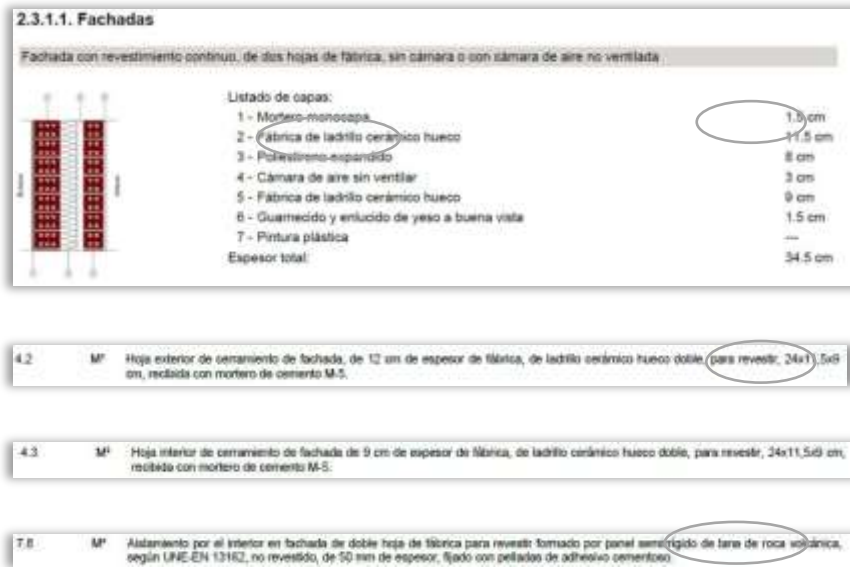 2.3.1.1. Fachadas
Fachada con revestimiento continuo, de dos hojas de fábrica, sin cámara o con cámara de aire no ventilada
Listado de capas:
1 - Mortero monocapa 1.5 cm
2 - Fábrica de ladrillo cerámico hueco 11.5 cm
3 - Poliestireno expandido 8 cm
4 - Cámara de aire sin ventilar 3 cm
5 - Fábrica de ladrillo cerámico hueco 9 cm
6 - Guarnecido y enlucido de yeso a buena vista 1.5 cm
7 - Pintura plástica ---
Espesor total: 34.5 cm
4.2 M² Hoja exterior de cerramiento de fachada, de 12 cm de espesor de fábrica, de ladrillo cerámico hueco doble, para revestir, 24x11,5x9
cm, recibida con mortero de cemento M-5.
4.3 M² Hoja interior de cerramiento de fachada de 9 cm de espesor de fábrica, de ladrillo cerámico hueco doble, para revestir, 24x11,5x9 cm,
recibida con mortero de cemento M-5.
7.8 M² Aislamiento por el interior en fachada de doble hoja de fábrica para revestir formado por panel semirrígido de lana de roca volcánica,
según UNE-EN 13162, no revestido, de 50 mm de espesor, fijado con pelladas de adhesivo cementoso.